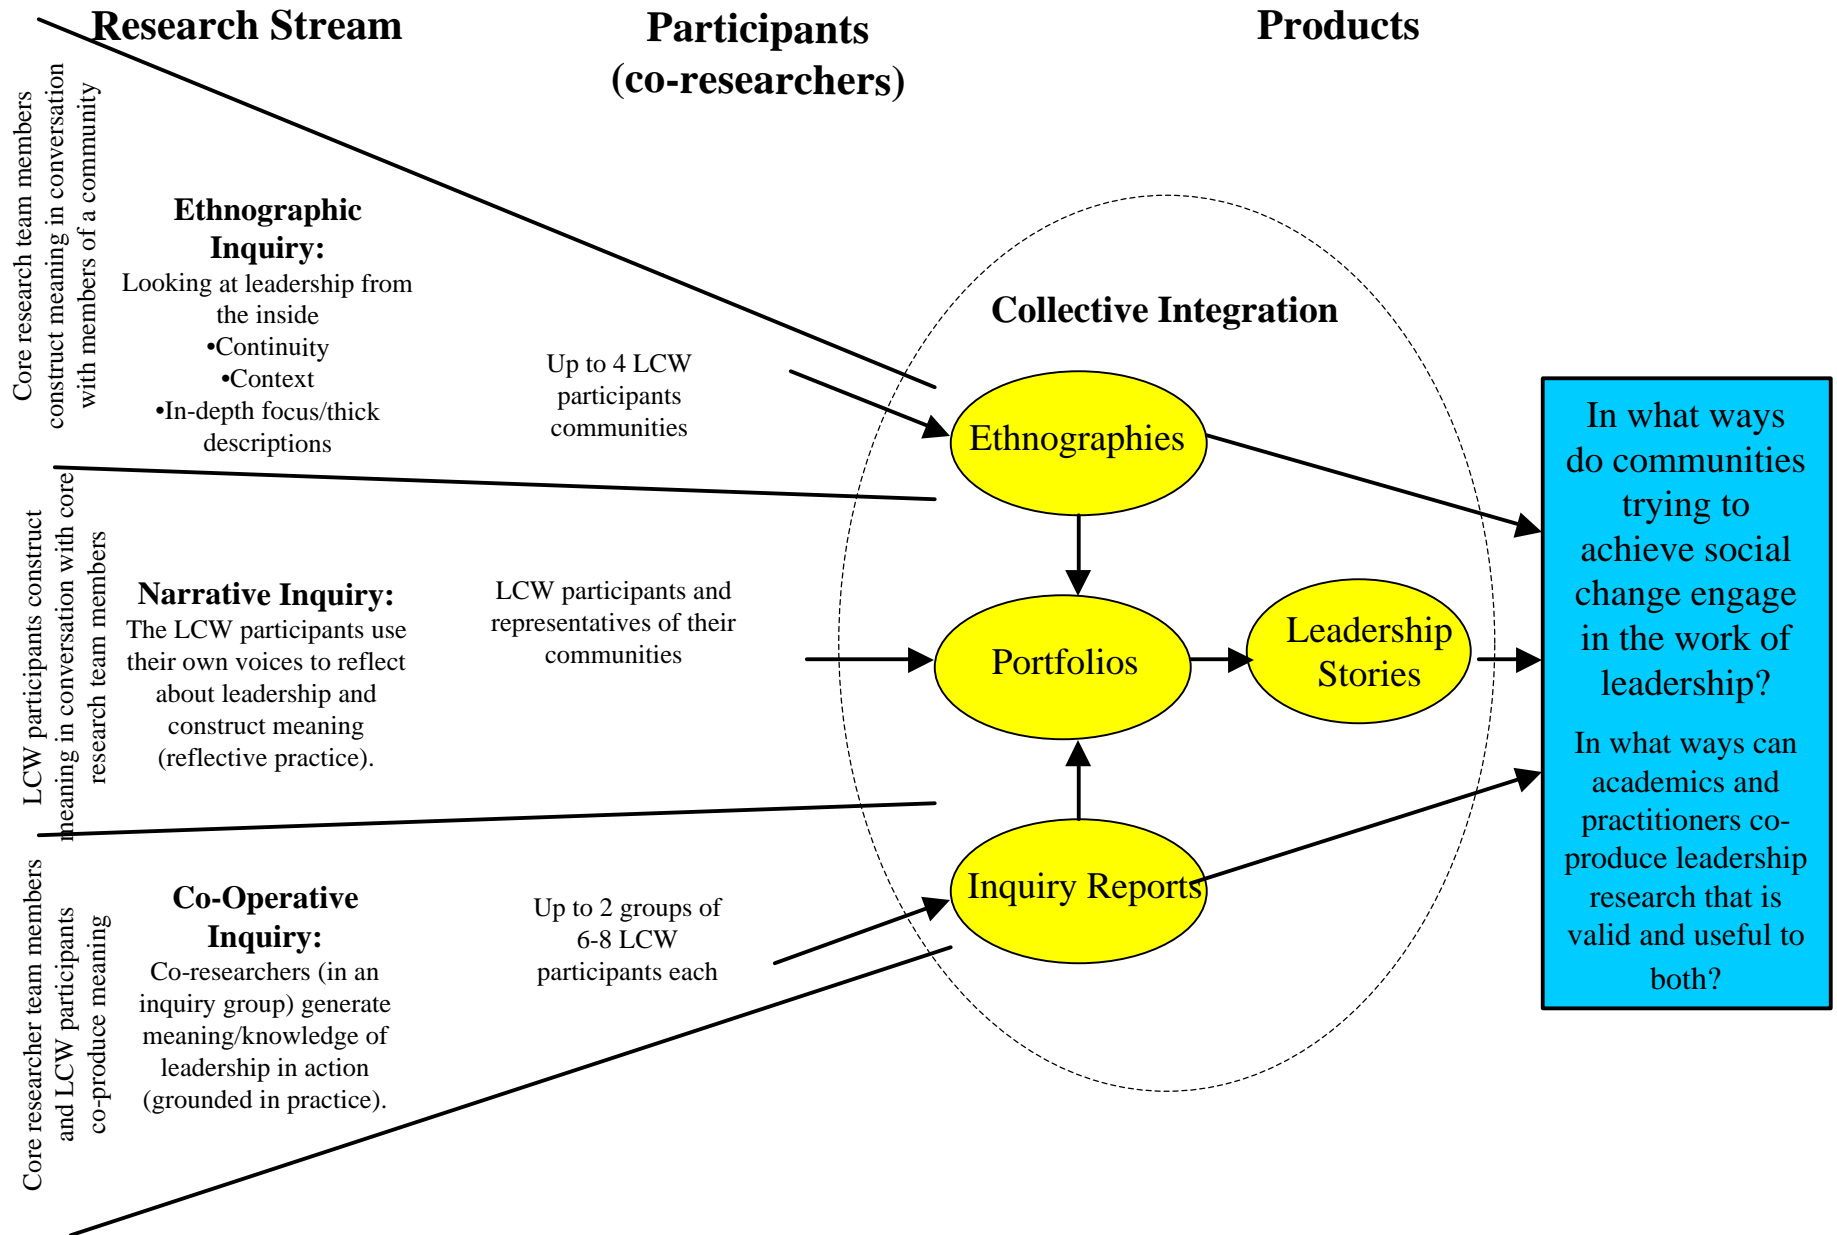 Research Stream
Participants
(co-researchers)
Products
Core research team members
construct meaning in conversation
with members of a community
Ethnographic
Inquiry:
Looking at leadership from
the inside
•Continuity
•Context
•In-depth focus/thick
descriptions
Up to 4 LCW
participants
communities
LCW participants construct
meaning in conversation with core
research team members
Narrative Inquiry:
The LCW participants use
their own voices to reflect
about leadership and
construct meaning
(reflective practice).
LCW participants and
representatives of their
communities
Core researcher team members
and LCW participants
co-produce meaning
Co-Operative
Inquiry:
Co-researchers (in an
inquiry group) generate
meaning/knowledge of
leadership in action
(grounded in practice).
Up to 2 groups of
6-8 LCW
participants each
Collective Integration
Ethnographies
Portfolios
Leadership
Stories
Inquiry Reports
In what ways
do communities
trying to
achieve social
change engage
in the work of
leadership?
In what ways can
academics and
practitioners co-
produce leadership
research that is
valid and useful to
both?